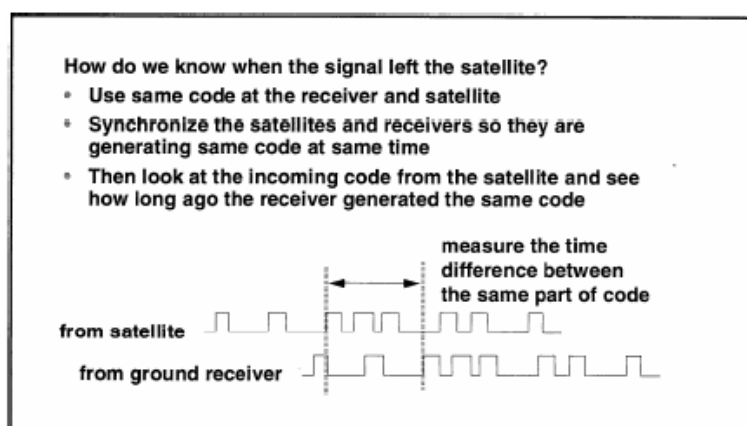 How do we know when the signal left the satellite?
• Use same code at the receiver and satellite
• Synchronize the satellites and receivers so they are
generating same code at same time
• Then look at the incoming code from the satellite and see
how long ago the receiver generated the same code
measure the time
difference between
the same part of code
from satellite
from ground receiver